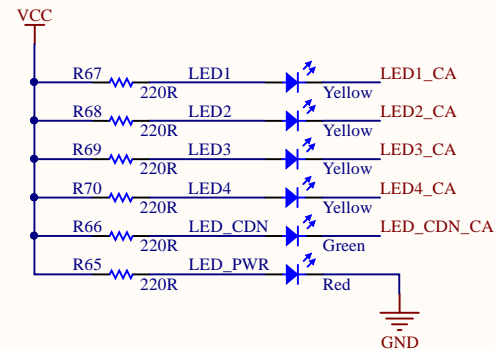 VCC
R67 LED1 LED1_CA
220R Yellow
R68 LED2 LED2_CA
220R Yellow
R69 LED3 LED3_CA
220R Yellow
R70 LED4 LED4_CA
220R Yellow
R66 LED_CDN LED_CDN_CA
220R Green
R65 LED_PWR
220R Red
GND